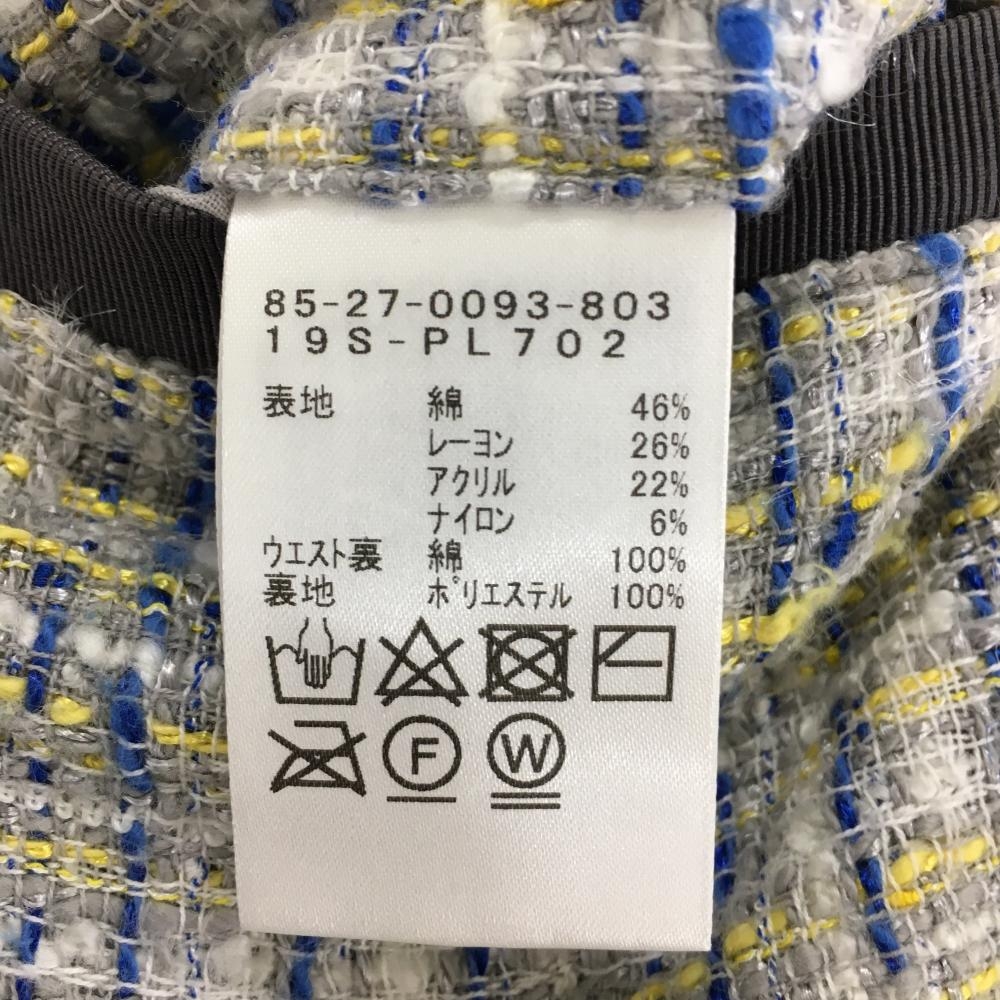 85-27-0093-803
19S-PL702
表地 綿 46%
レーヨン 26%
アクリル 22%
ナイロン 6%
ウエスト裏 綿 100%
裏地 ポリエステル 100%
F W